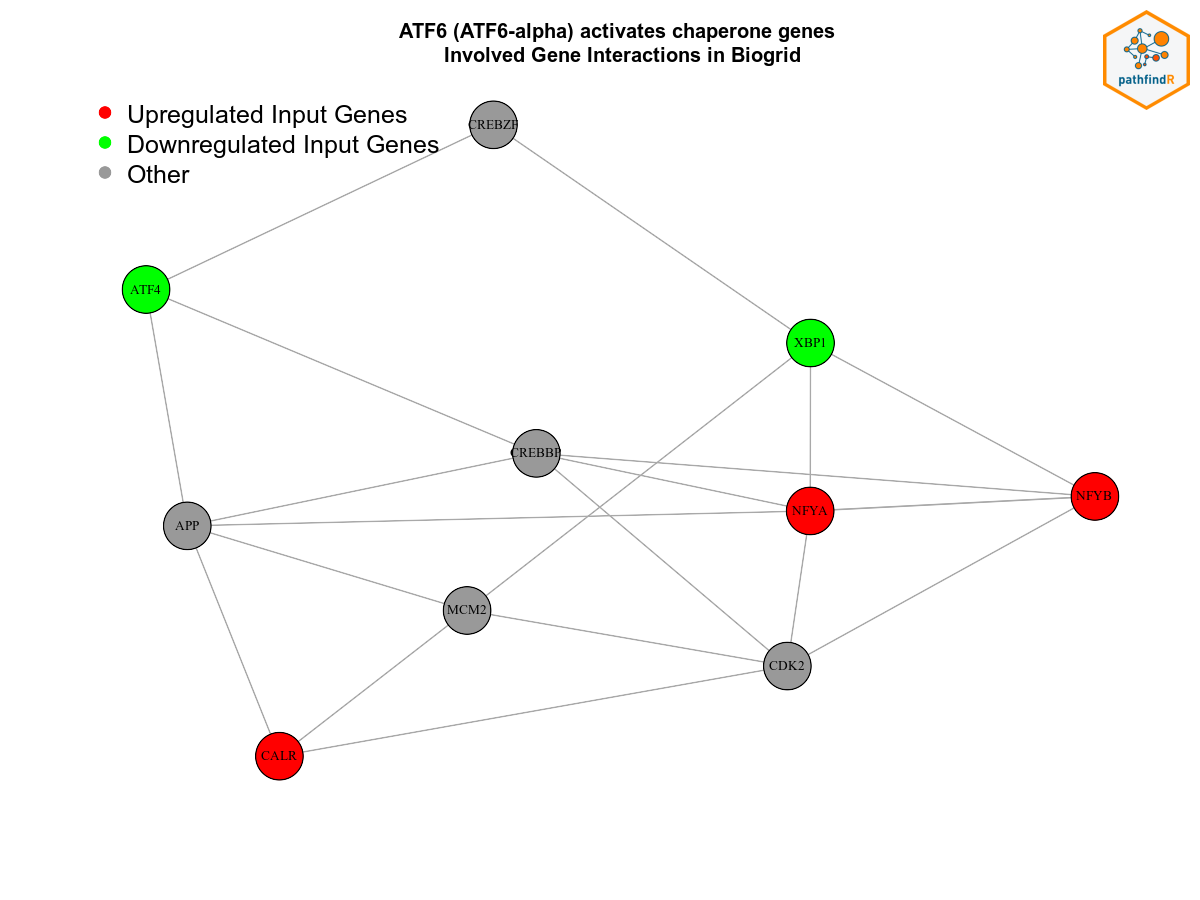 ATF6 (ATF6-alpha) activates chaperone genes
Involved Gene Interactions in Biogrid
pathfindR
Upregulated Input Genes
Downregulated Input Genes
Other
CREBZF
ATF4
XBP1
CREBBP
NFYB
NFYA
APP
MCM2
CDK2
CALR